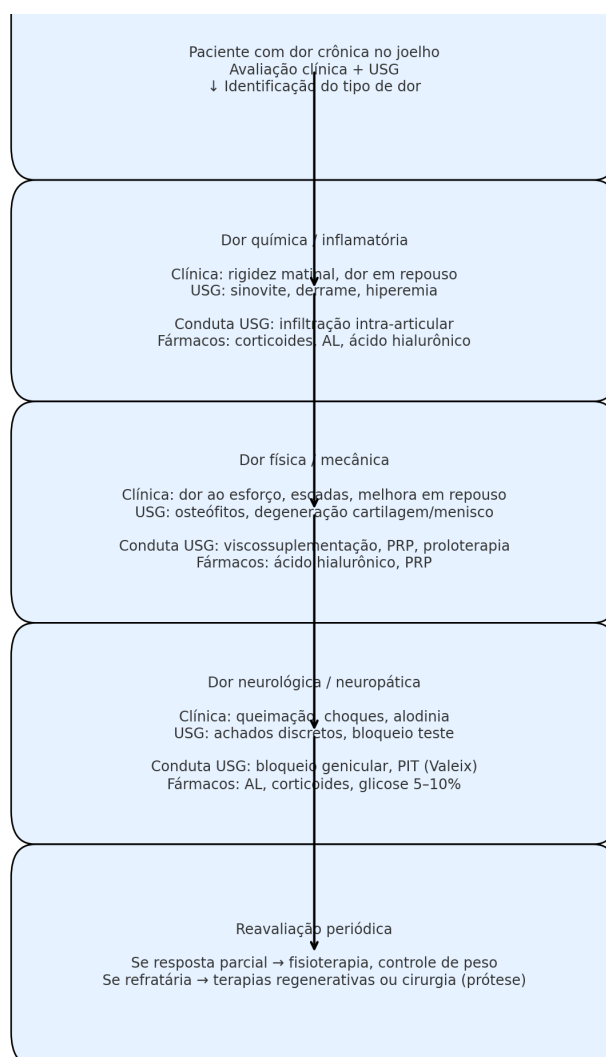 Paciente com dor crônica no joelho
Avaliação clínica + USG
↓ Identificação do tipo de dor
Dor química / inflamatória
Clínica: rigidez matinal, dor em repouso
USG: sinovite, derrame, hiperemia
Conduta USG: infiltração intra-articular
Fármacos: corticoides, AL, ácido hialurônico
Dor física / mecânica
Clínica: dor ao esforço, escadas, melhora em repouso
USG: osteófitos, degeneração cartilagem/menisco
Conduta USG: viscossuplementação, PRP, proloterapia
Fármacos: ácido hialurônico, PRP
Dor neurológica / neuropática
Clínica: queimação, choques, alodinia
USG: achados discretos, bloqueio teste
Conduta USG: bloqueio genicular, PIT (Valeix)
Fármacos: AL, corticoides, glicose 5–10%
Reavaliação periódica
Se resposta parcial → fisioterapia, controle de peso
Se refratária → terapias regenerativas ou cirurgia (prótese)